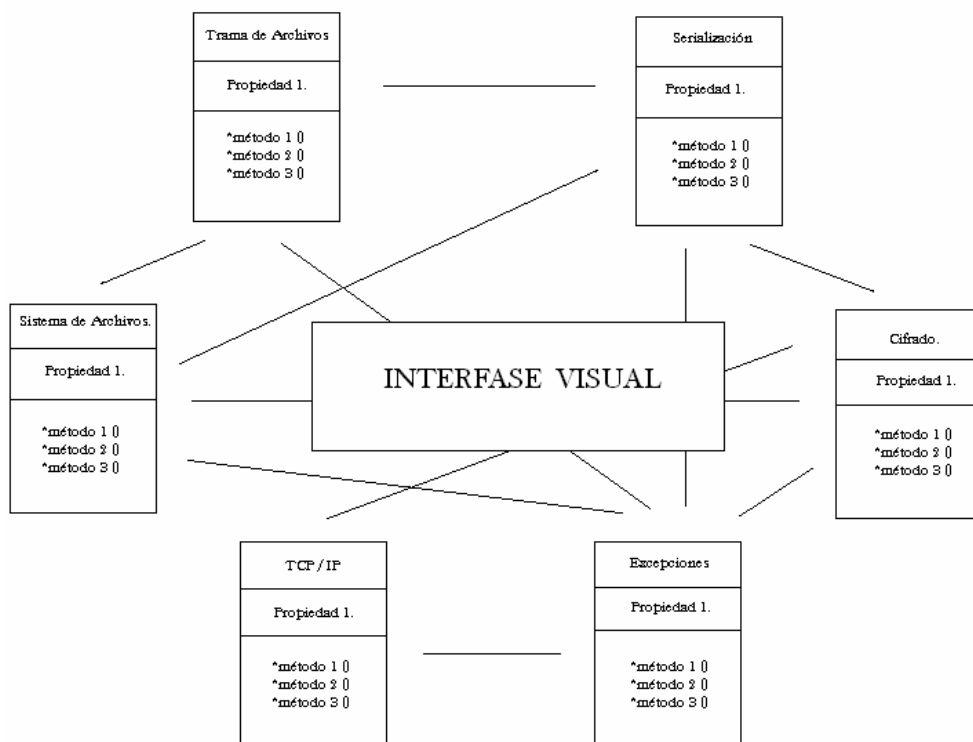 Trama de Archivos
Propiedad 1.
*método 1 ()
*método 2 ()
*método 3 ()
Serialización
Propiedad 1.
*método 1 ()
*método 2 ()
*método 3 ()
Sistema de Archivos.
Propiedad 1.
*método 1 ()
*método 2 ()
*método 3 ()
INTERFASE VISUAL
Cifrado.
Propiedad 1.
*método 1 ()
*método 2 ()
*método 3 ()
TCP/IP
Propiedad 1.
*método 1 ()
*método 2 ()
*método 3 ()
Excepciones
Propiedad 1.
*método 1 ()
*método 2 ()
*método 3 ()